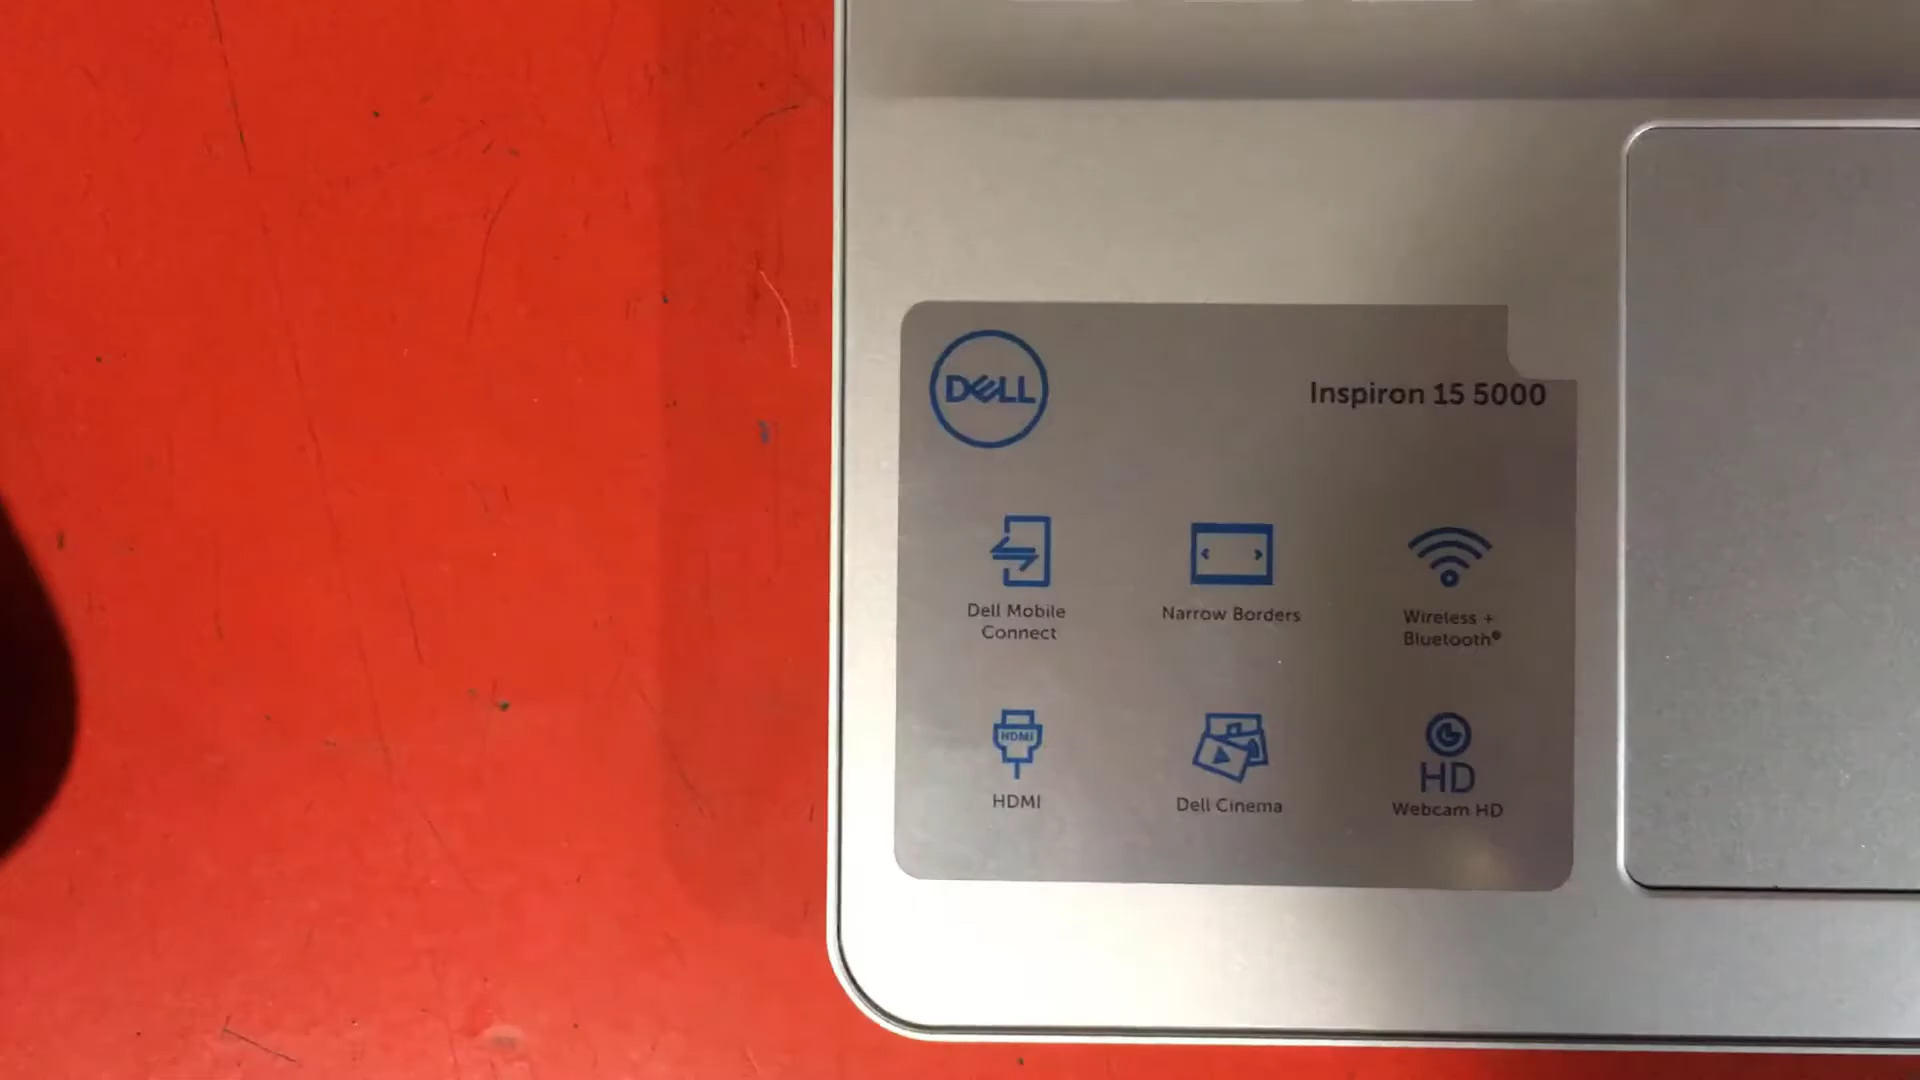 DELL
Inspiron 15 5000
Dell Mobile
Connect
Narrow Borders
Wireless +
Bluetooth®
HDMI
HDMI
Dell Cinema
HD
Webcam HD